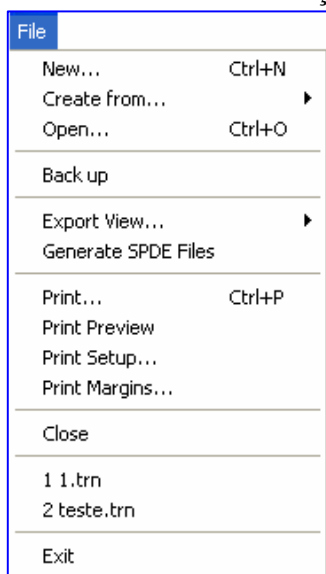 File
New... Ctrl+N
Create from...
Open... Ctrl+O
Back up
Export View...
Generate SPDE Files
Print... Ctrl+P
Print Preview
Print Setup...
Print Margins...
Close
1 1.trn
2 teste.trn
Exit